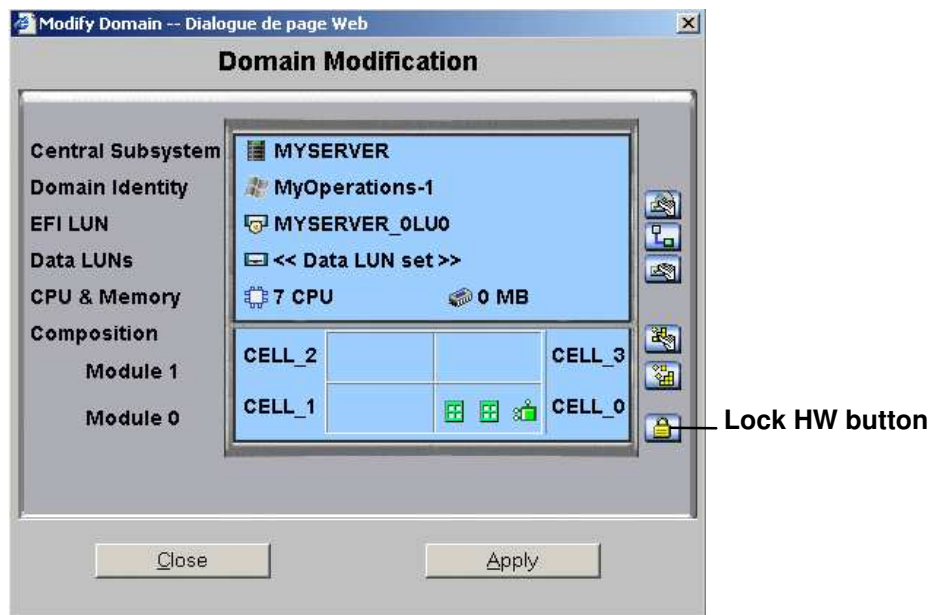 Modify Domain -- Dialogue de page Web
Domain Modification
Central Subsystem MYSERVER
Domain Identity MyOperations-1
EFI LUN MYSERVER_0LU0
Data LUNs << Data LUN set >>
CPU & Memory 7 CPU 0 MB
Composition
Module 1 CELL_2 CELL_3
Module 0 CELL_1 CELL_0
Lock HW button
Close Apply